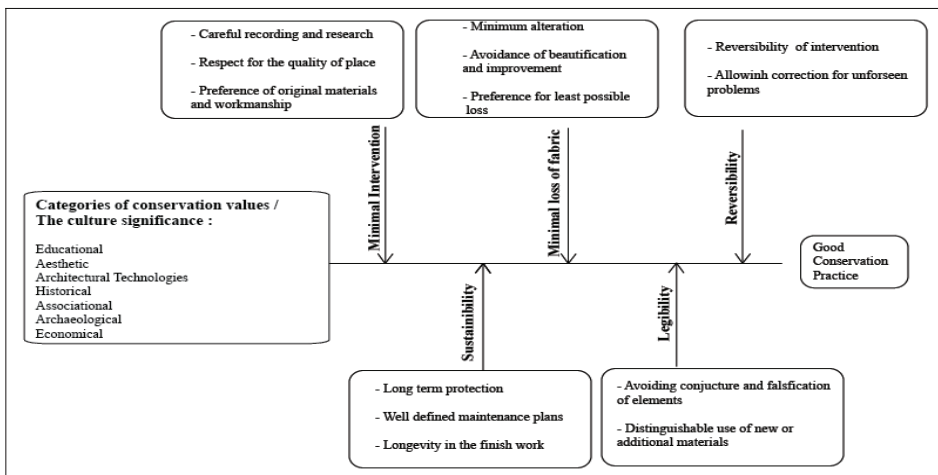 - Careful recording and research
- Respect for the quality of place
- Preference of original materials
and workmanship
- Minimum alteration
- Avoidance of beautification
and improvement
- Preference for least possible
loss
- Reversibility of intervention
- Allowinh correction for unforseen
problems
Minimal Intervention
Minimal loss of fabric
Reversibility
Categories of conservation values /
The culture significance :
Educational
Aesthetic
Architectural Technologies
Historical
Associational
Archaeological
Economical
Good
Conservation
Practice
Sustainibility
Legibility
- Long term protection
- Well defined maintenance plans
- Longevity in the finish work
- Avoiding conjucture and falsfication
of elements
- Distinguishable use of new or
additional materials